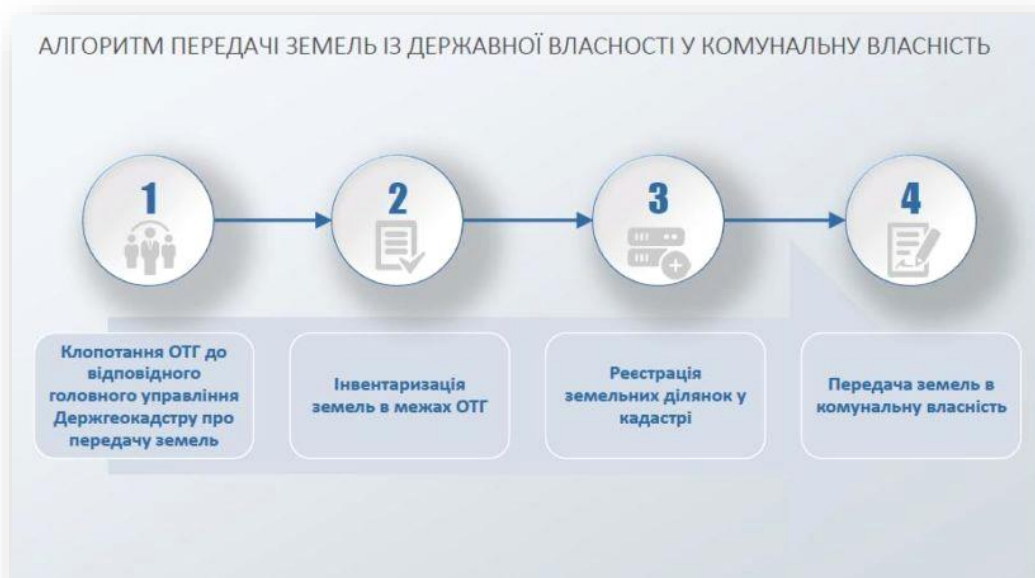 АЛГОРИТМ ПЕРЕДАЧІ ЗЕМЕЛЬ ІЗ ДЕРЖАВНОЇ ВЛАСНОСТІ У КОМУНАЛЬНУ ВЛАСНІСТЬ
1
2
3
4
Клопотання ОТГ до
відповідного
головного управління
Держгеокадстру про
передачу земель
Інвентаризація
земель в межах ОТГ
Реєстрація
земельних ділянок у
кадастрі
Передача земель в
комунальну власність